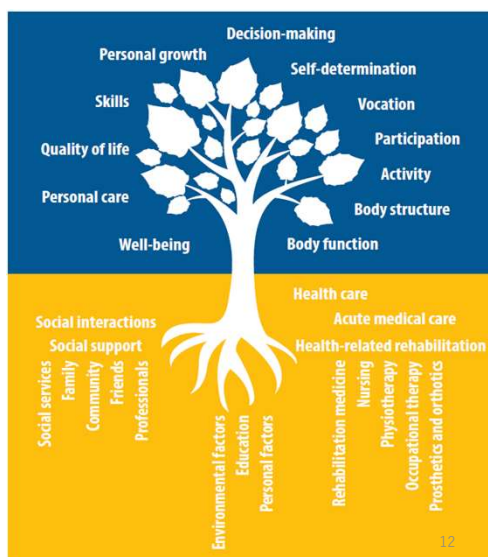 Decision-making
Personal growth
Self-determination
Skills
Vocation
Participation
Quality of life
Activity
Personal care
Body structure
Well-being
Body function
Health care
Social interactions
Acute medical care
Social support
Health-related rehabilitation
Social services
Family
Community
Friends
Professionals
Environmental factors
Education
Personal factors
Rehabilitation medicine
Nursing
Physiotherapy
Occupational therapy
Prosthetics and orthotics
12